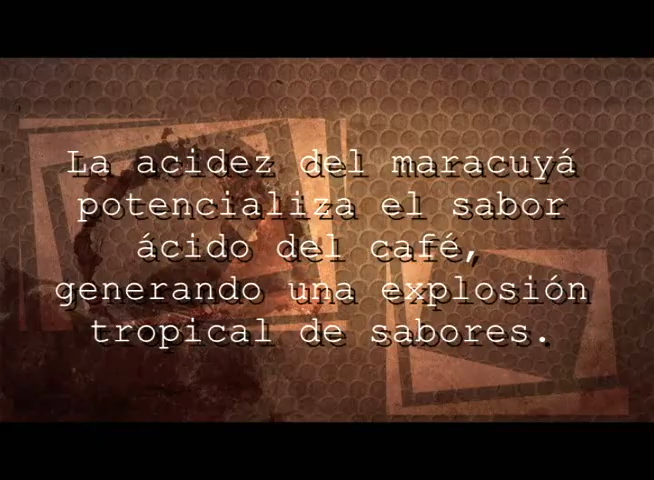 La acidez del maracuyá
potencializa el sabor
ácido del café,
generando una explosión
tropical de sabores.